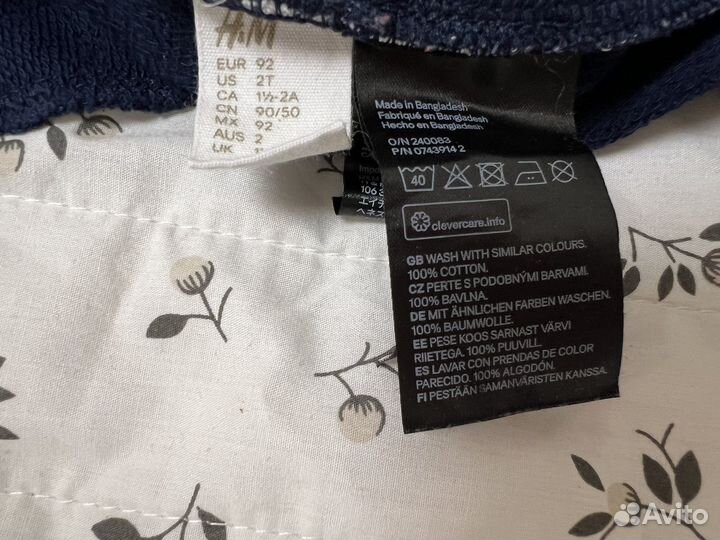 H&M
EUR 92
US 2T
CA 1½-2A
CN 90/50
MX 92
AUS 2
UK
Made in Bangladesh
Fabriqué en Bangladesh
Hecho en Bangladesh
O/N 240083
P/N 0743914 2
40
clevercare.info
GB WASH WITH SIMILAR COLOURS.
100% COTTON.
CZ PERTE S PODOBNÝMI BARVAMI.
100% BAVLNA.
DE MIT ÄHNLICHEN FARBEN WASCHEN.
100% BAUMWOLLE.
EE PESE KOOS SARNAST VÄRVI
RIIETEGA. 100% PUUVILL.
ES LAVAR CON PRENDAS DE COLOR
PARECIDO. 100% ALGODÓN.
FI PESTÄÄN SAMANVÄRISTEN KANSSA.
Avito